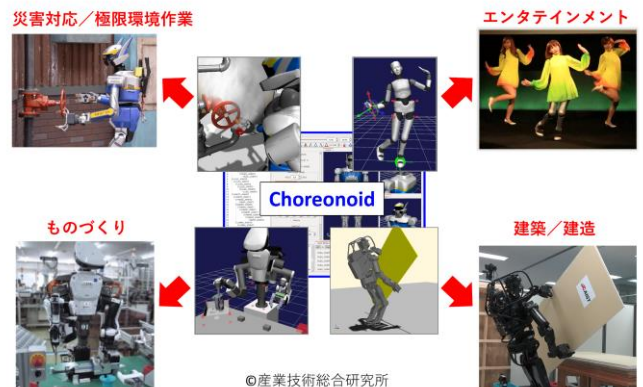 災害対応／極限環境作業
エンタテインメント
Choreonoid
ものづくり
建築／建造
©産業技術総合研究所